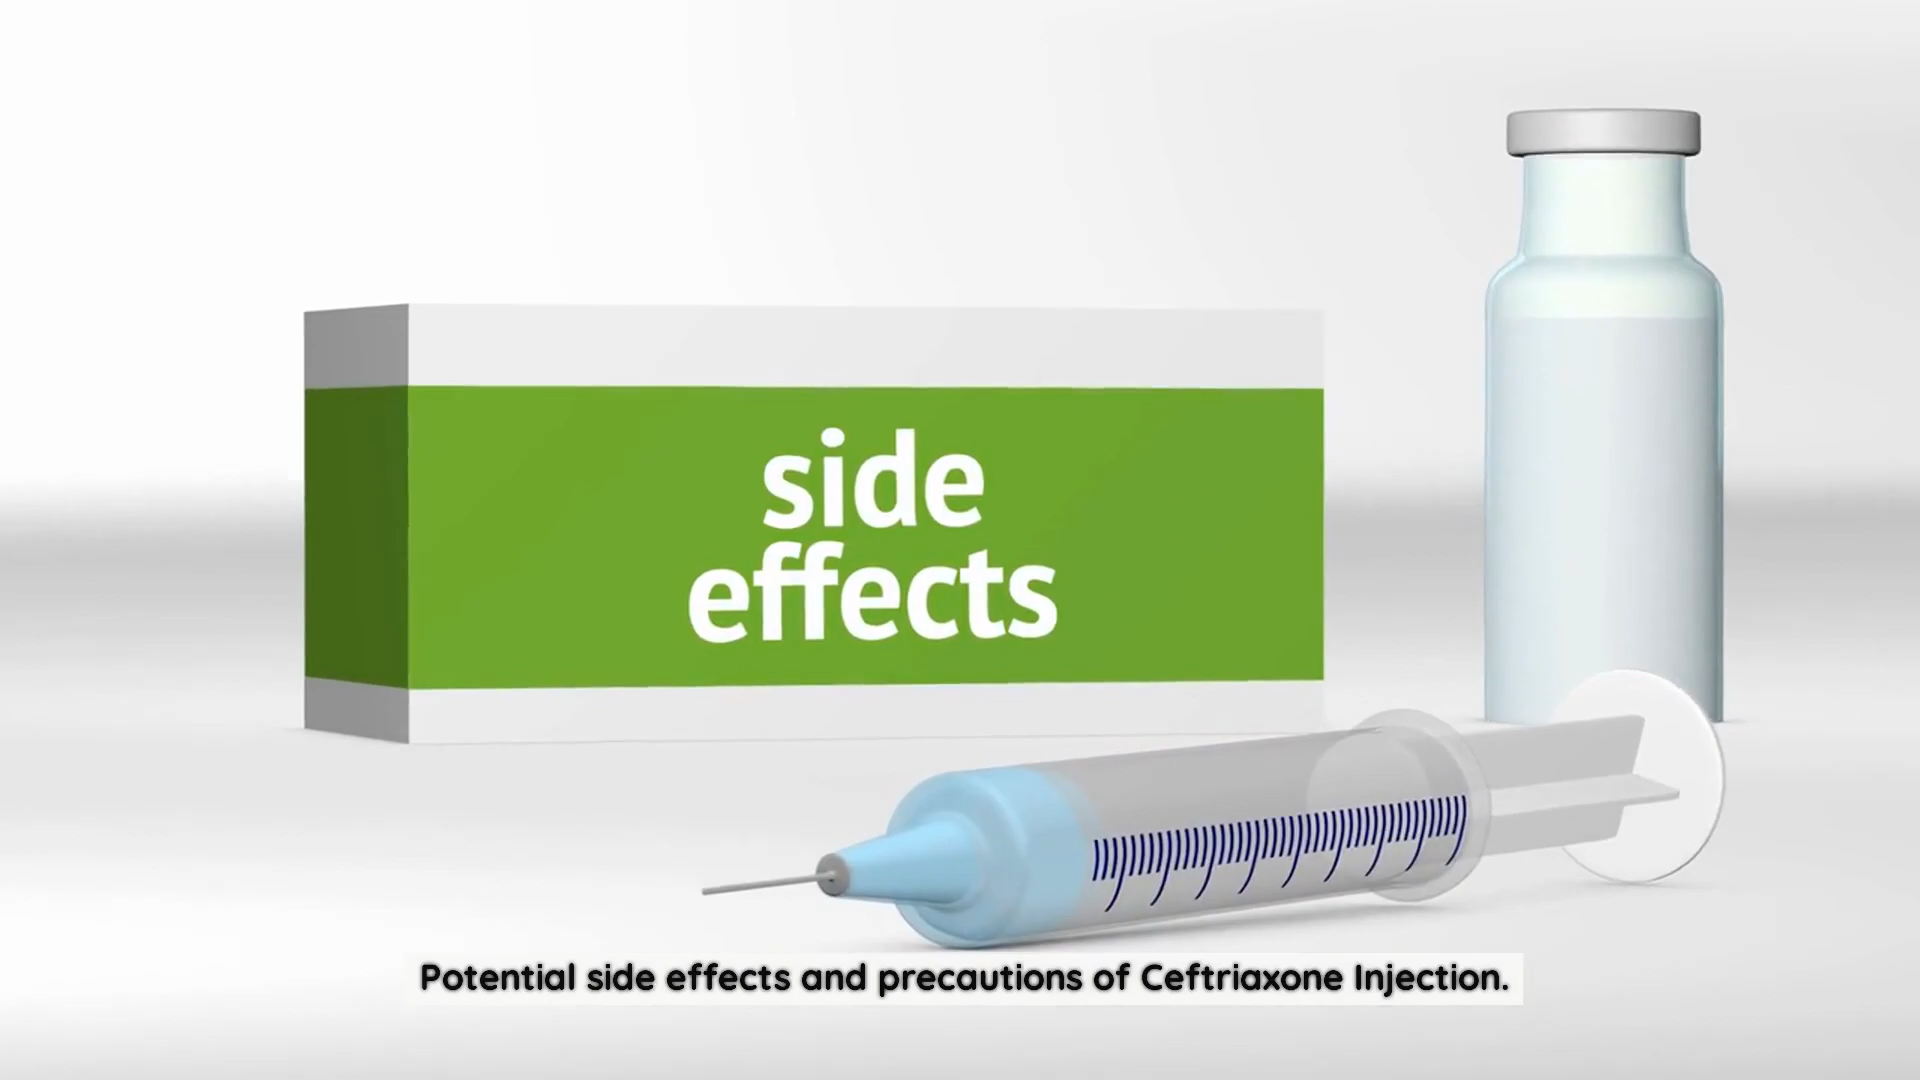 side
effects
Potential side effects and precautions of Ceftriaxone Injection.